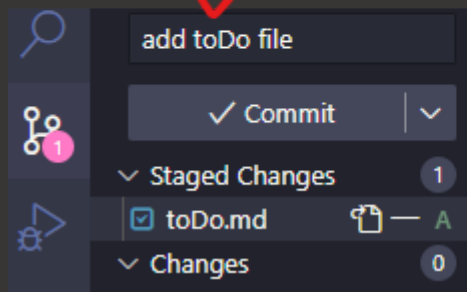 add toDo file
Commit
1
Staged Changes 1
toDo.md A
Changes 0